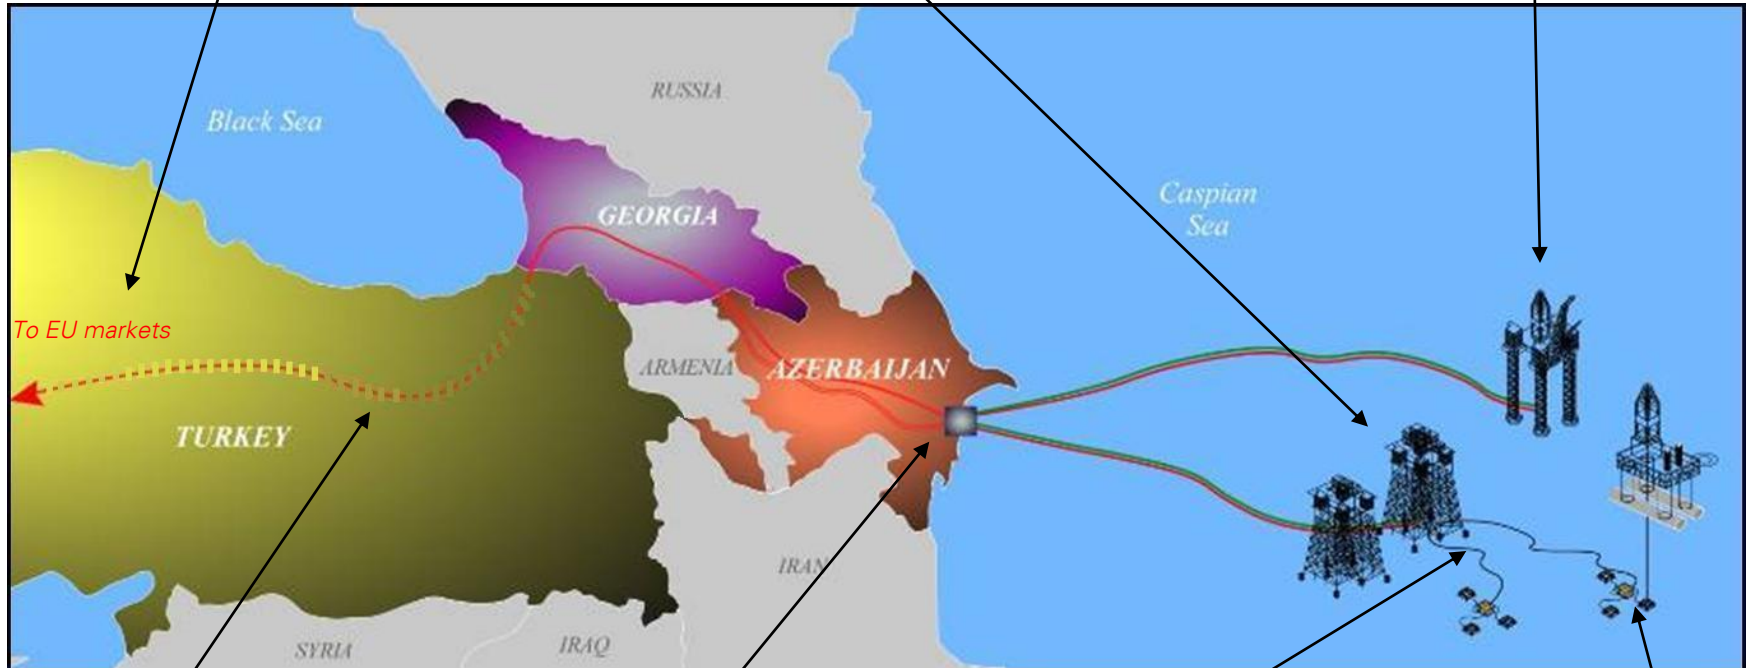 RUSSIA
Black Sea
Caspian
Sea
GEORGIA
To EU markets
ARMENIA
AZERBAIJAN
TURKEY
IRAN
SYRIA
IRAQ